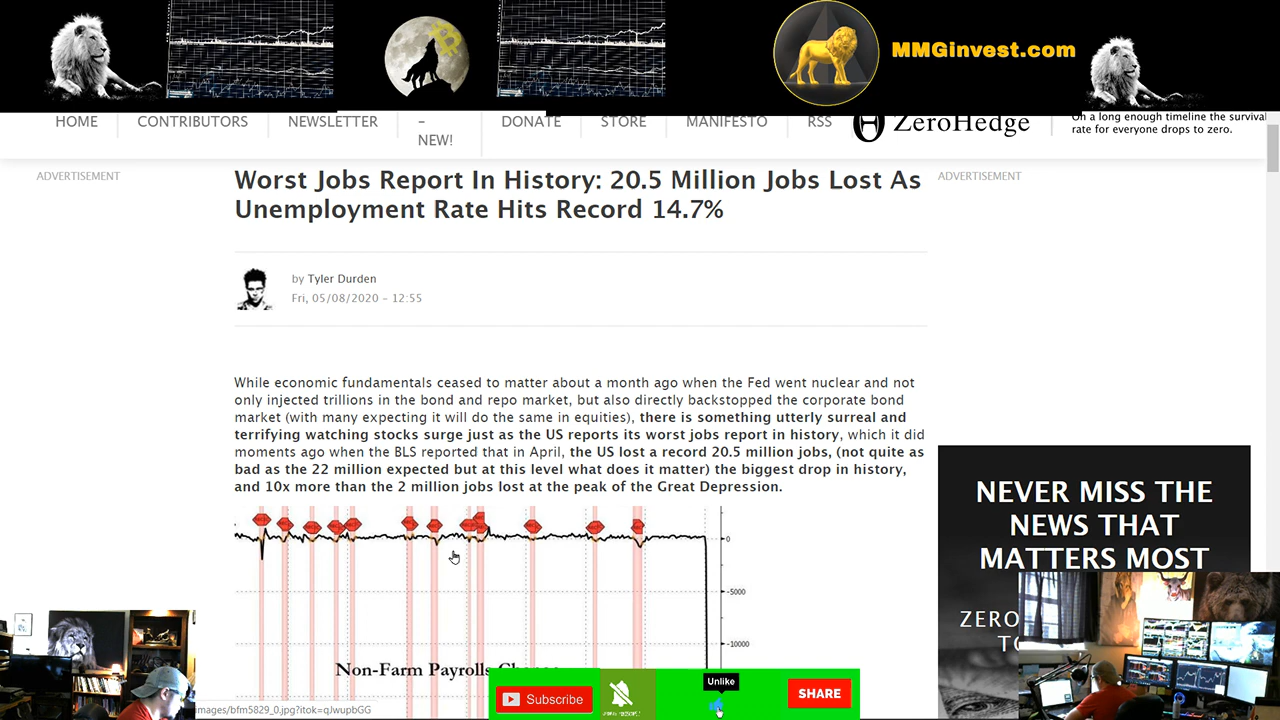 MMGinvest.com
HOME
CONTRIBUTORS
NEWSLETTER
–
NEW!
DONATE
STORE
MANIFESTO
RSS
ZeroHedge
On a long enough timeline the survival
rate for everyone drops to zero.
ADVERTISEMENT
Worst Jobs Report In History: 20.5 Million Jobs Lost As
Unemployment Rate Hits Record 14.7%
ADVERTISEMENT
by Tyler Durden
Fri, 05/08/2020 – 12:55
While economic fundamentals ceased to matter about a month ago when the Fed went nuclear and not
only injected trillions in the bond and repo market, but also directly backstopped the corporate bond
market (with many expecting it will do the same in equities), there is something utterly surreal and
terrifying watching stocks surge just as the US reports its worst jobs report in history, which it did
moments ago when the BLS reported that in April, the US lost a record 20.5 million jobs, (not quite as
bad as the 22 million expected but at this level what does it matter) the biggest drop in history,
and 10x more than the 2 million jobs lost at the peak of the Great Depression.
0
-5000
-10000
Non-Farm Payrolls
NEVER MISS THE
NEWS THAT
MATTERS MOST
ZERO
TO
images/bfm5829_0.jpg?itok=qJwupbGG
Subscribe
Unlike
SHARE